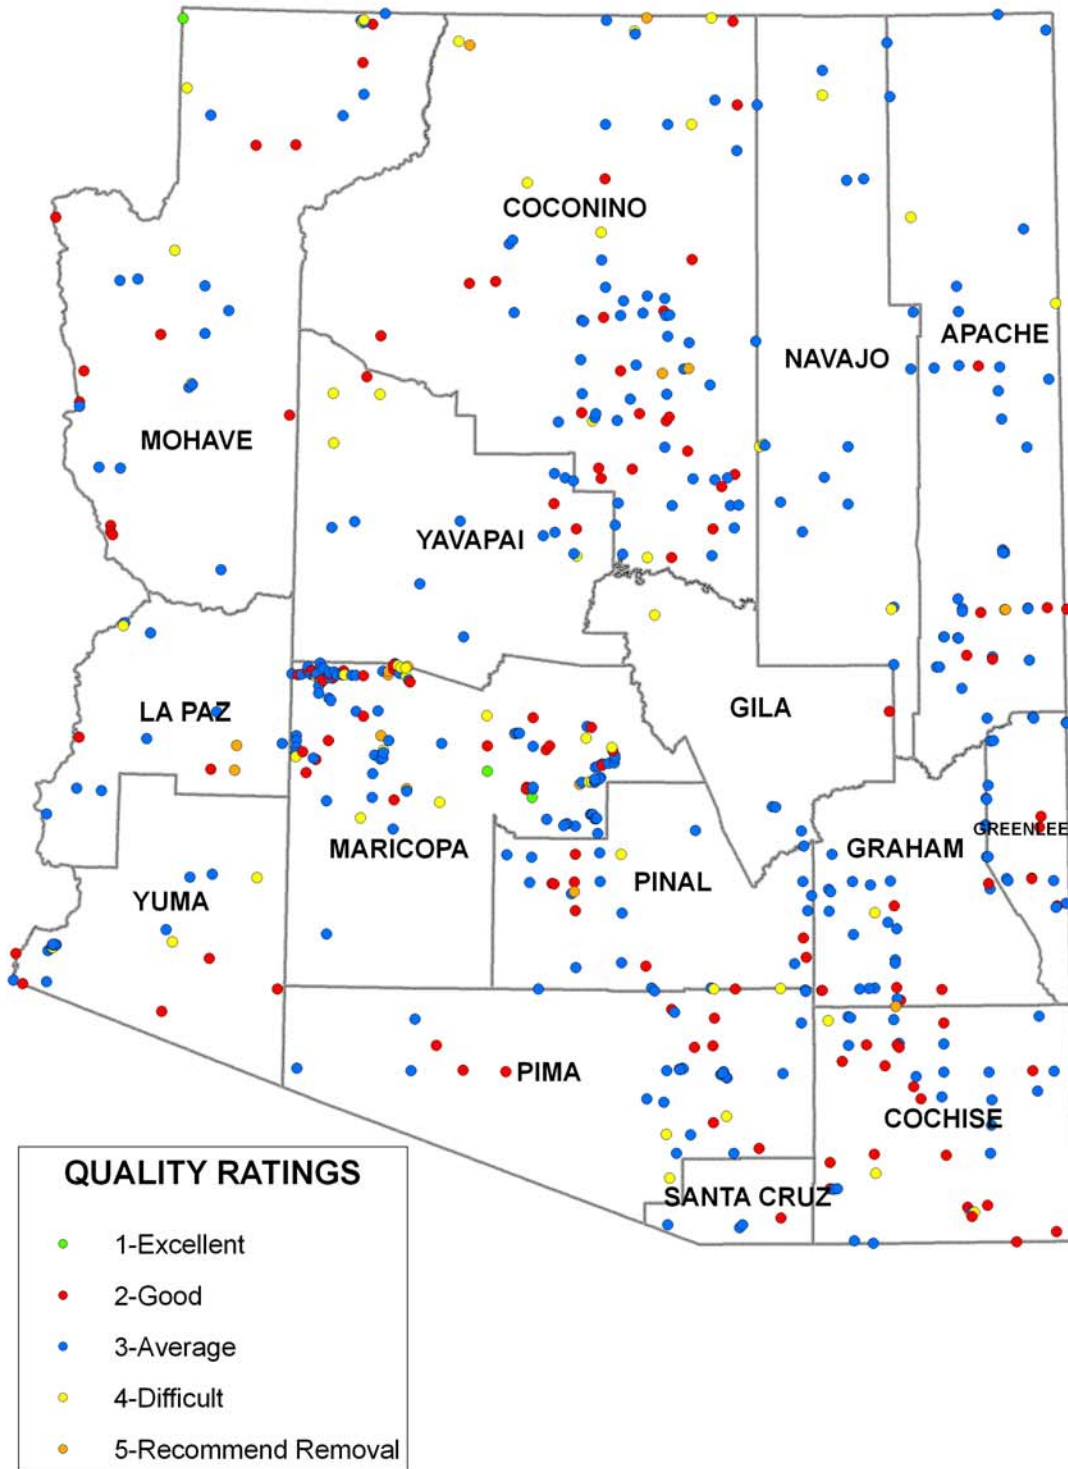 COCONINO
APACHE
NAVAJO
MOHAVE
YAVAPAI
GILA
LA PAZ
GREENLEE
MARICOPA
GRAHAM
PINAL
YUMA
PIMA
COCHISE
SANTA CRUZ
QUALITY RATINGS
1-Excellent
2-Good
3-Average
4-Difficult
5-Recommend Removal